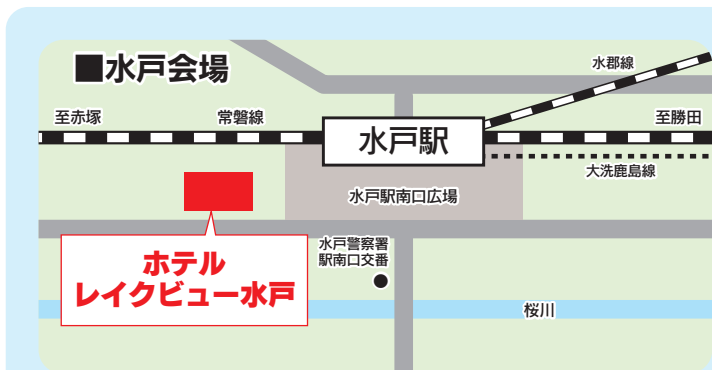 ■水戸会場
水郡線
至赤塚
常磐線
水戸駅
至勝田
大洗鹿島線
水戸駅南口広場
水戸警察署
駅南口交番
ホテル
レイクビュー水戸
桜川